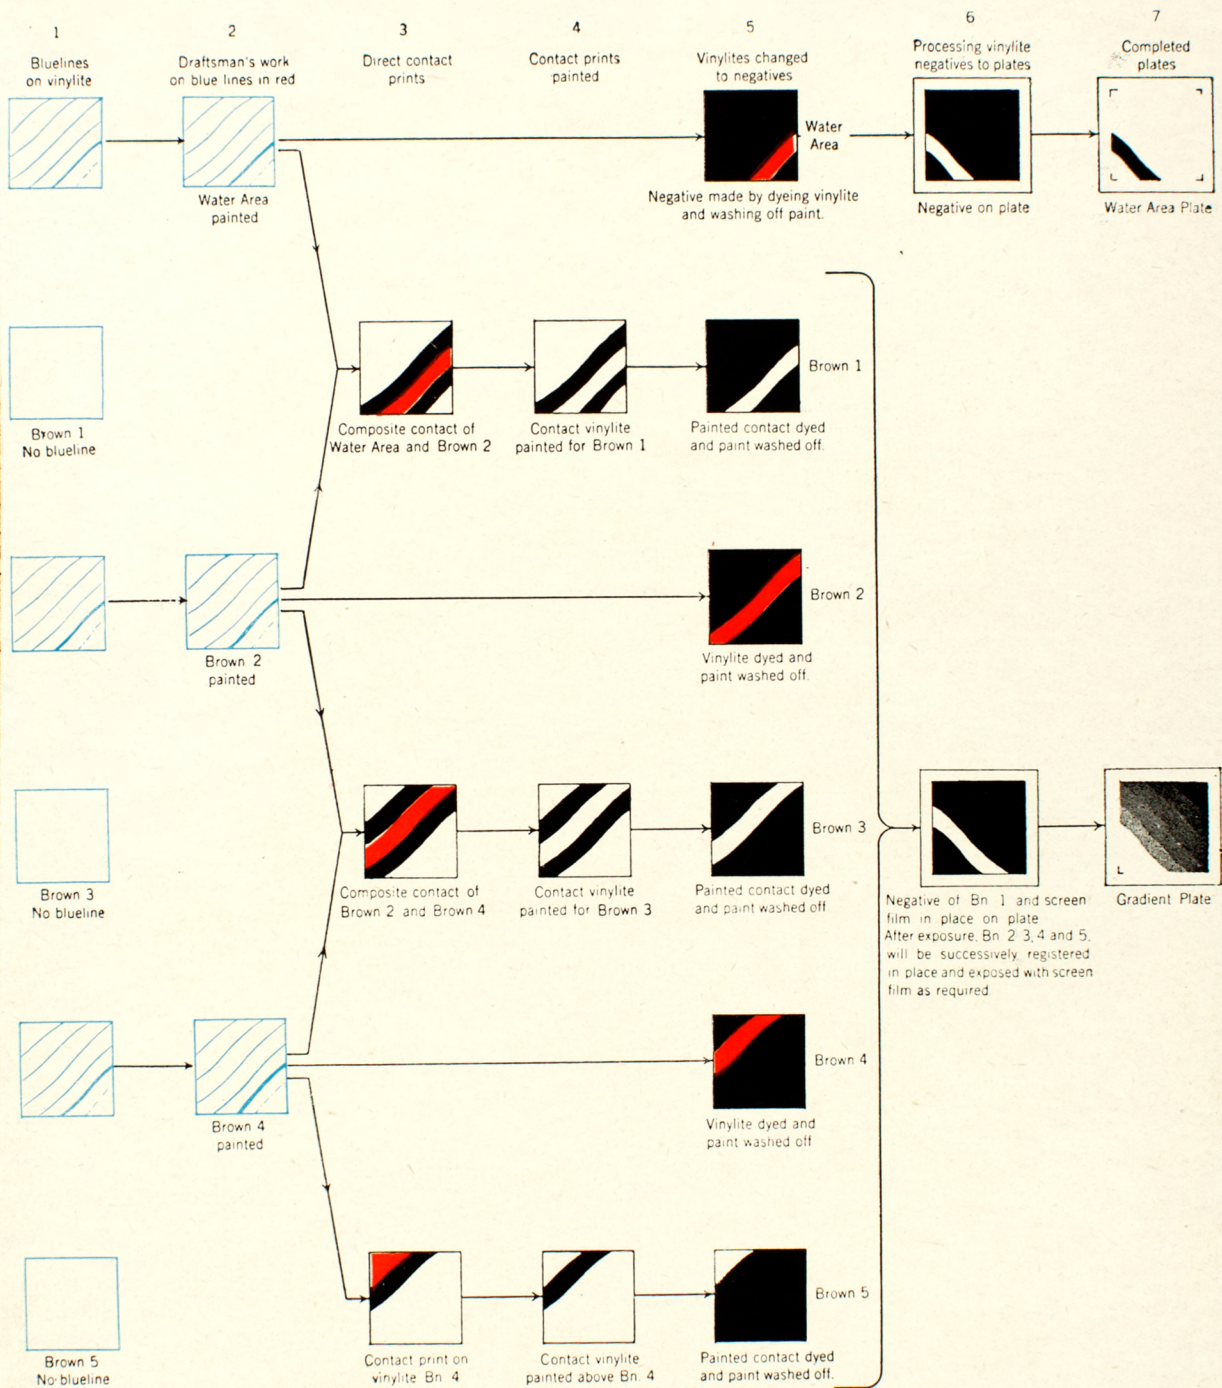 1
2
3
4
5
6
7
Bluelines
on vinylite
Draftsman's work
on blue lines in red
Direct contact
prints
Contact prints
painted
Vinylites changed
to negatives
Processing vinylite
negatives to plates
Completed
plates
Water Area
painted
Water
Area
Negative made by dyeing vinylite
and washing off paint.
Negative on plate
Water Area Plate
Brown 1
No blueline
Composite contact of
Water Area and Brown 2
Contact vinylite
painted for Brown 1
Painted contact dyed
and paint washed off.
Brown 1
Brown 2
painted
Vinylite dyed and
paint washed off.
Brown 2
Brown 3
No blueline
Composite contact of
Brown 2 and Brown 4
Contact vinylite
painted for Brown 3
Painted contact dyed
and paint washed off
Brown 3
Negative of Bn 1 and screen
film in place on plate
After exposure, Bn 2 3, 4 and 5,
will be successively registered
in place and exposed with screen
film as required
Gradient Plate
Brown 4
painted
Vinylite dyed and
paint washed off
Brown 4
Brown 5
No blueline
Contact print on
vinylite Bn 4
Contact vinylite
painted above Bn. 4
Painted contact dyed
and paint washed off.
Brown 5